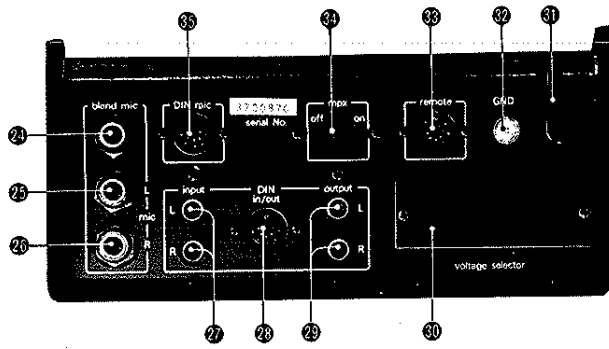 35 34 33 32 31
blend mic
DIN mic
serial No.
mpx
off on
remote
GND
24
25 L
mic
26 R
input
DIN
in/out
output
L L
R R
voltage selector
27 28 29 30